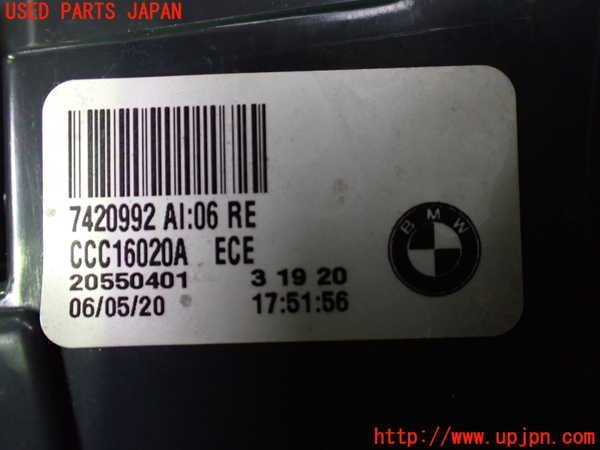 USED PARTS JAPAN
7420992 AI:06 RE
CCC16020A ECE
20550401 3 19 20
06/05/20 17:51:56
BMW
http://www.upjpn.com/